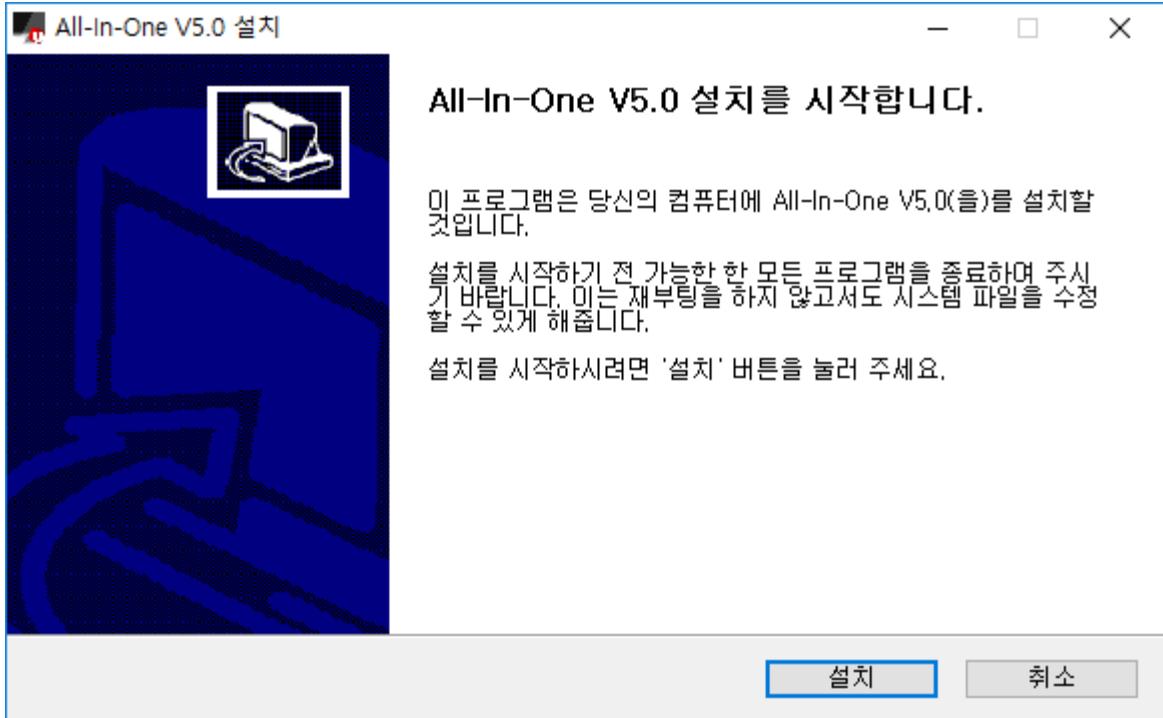 All-In-One V5.0 설치
All-In-One V5.0 설치를 시작합니다.
이 프로그램은 당신의 컴퓨터에 All-In-One V5.0(을)를 설치할
것입니다.
설치를 시작하기 전 가능한 한 모든 프로그램을 종료하여 주시
기 바랍니다. 이는 재부팅을 하지 않고서도 시스템 파일을 수정
할 수 있게 해줍니다.
설치를 시작하시려면 '설치' 버튼을 눌러 주세요.
설치
취소